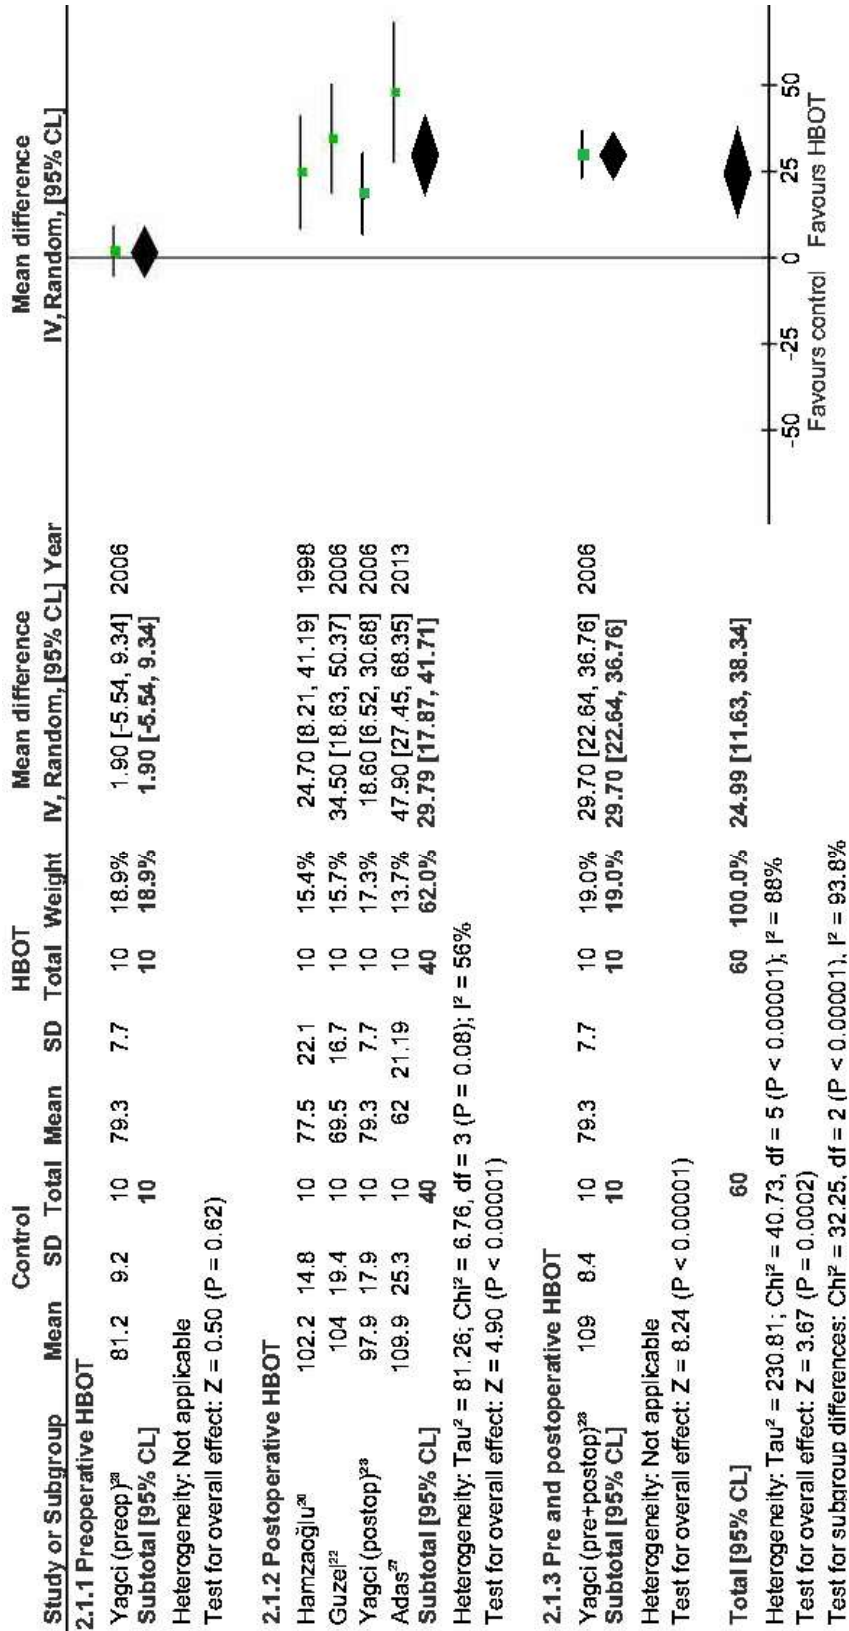 Control HBOT Mean difference Mean difference
Study or Subgroup Mean SD Total Mean SD Total Weight IV, Random, [95% CL] Year IV, Random, [95% CL]
2.1.1 Preoperative HBOT
Yagci (preop)²³ 81.2 9.2 10 79.3 7.7 10 18.9% 1.90 [-5.54, 9.34] 2006
Subtotal [95% CL] 10 10 18.9% 1.90 [-5.54, 9.34]
Heterogeneity: Not applicable
Test for overall effect: Z = 0.50 (P = 0.62)
2.1.2 Postoperative HBOT
Hamzaoğlu²⁰ 102.2 14.8 10 77.5 22.1 10 15.4% 24.70 [8.21, 41.19] 1998
Guzel²² 104 19.4 10 69.5 16.7 10 15.7% 34.50 [18.63, 50.37] 2006
Yagci (postop)²³ 97.9 17.9 10 79.3 7.7 10 17.3% 18.60 [6.52, 30.68] 2006
Adas²⁷ 109.9 25.3 10 62 21.19 10 13.7% 47.90 [27.45, 68.35] 2013
Subtotal [95% CL] 40 40 62.0% 29.79 [17.87, 41.71]
Heterogeneity: Tau² = 81.26; Chi² = 6.76, df = 3 (P = 0.08); I² = 56%
Test for overall effect: Z = 4.90 (P < 0.00001)
2.1.3 Pre and postoperative HBOT
Yagci (pre+postop)²³ 109 8.4 10 79.3 7.7 10 19.0% 29.70 [22.64, 36.76] 2006
Subtotal [95% CL] 10 10 19.0% 29.70 [22.64, 36.76]
Heterogeneity: Not applicable
Test for overall effect: Z = 8.24 (P < 0.00001)
Total [95% CL] 60 60 100.0% 24.99 [11.63, 38.34]
Heterogeneity: Tau² = 230.81; Chi² = 40.73, df = 5 (P < 0.00001); I² = 88%
Test for overall effect: Z = 3.67 (P = 0.0002)
Test for subgroup differences: Chi² = 32.25, df = 2 (P < 0.00001), I² = 93.8%
-50 -25 0 25 50
Favours control Favours HBOT